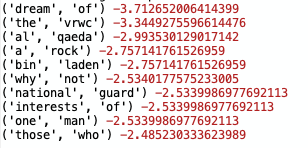 ('dream', 'of') -3.712652006414399
('the', 'vrwc') -3.3449275596614476
('al', 'qaeda') -2.993530129017142
('a', 'rock') -2.757141761526959
('bin', 'laden') -2.757141761526959
('why', 'not') -2.5340177575233005
('national', 'guard') -2.5339986977692113
('interests', 'of') -2.5339986977692113
('one', 'man') -2.5339986977692113
('those', 'who') -2.485230333623989